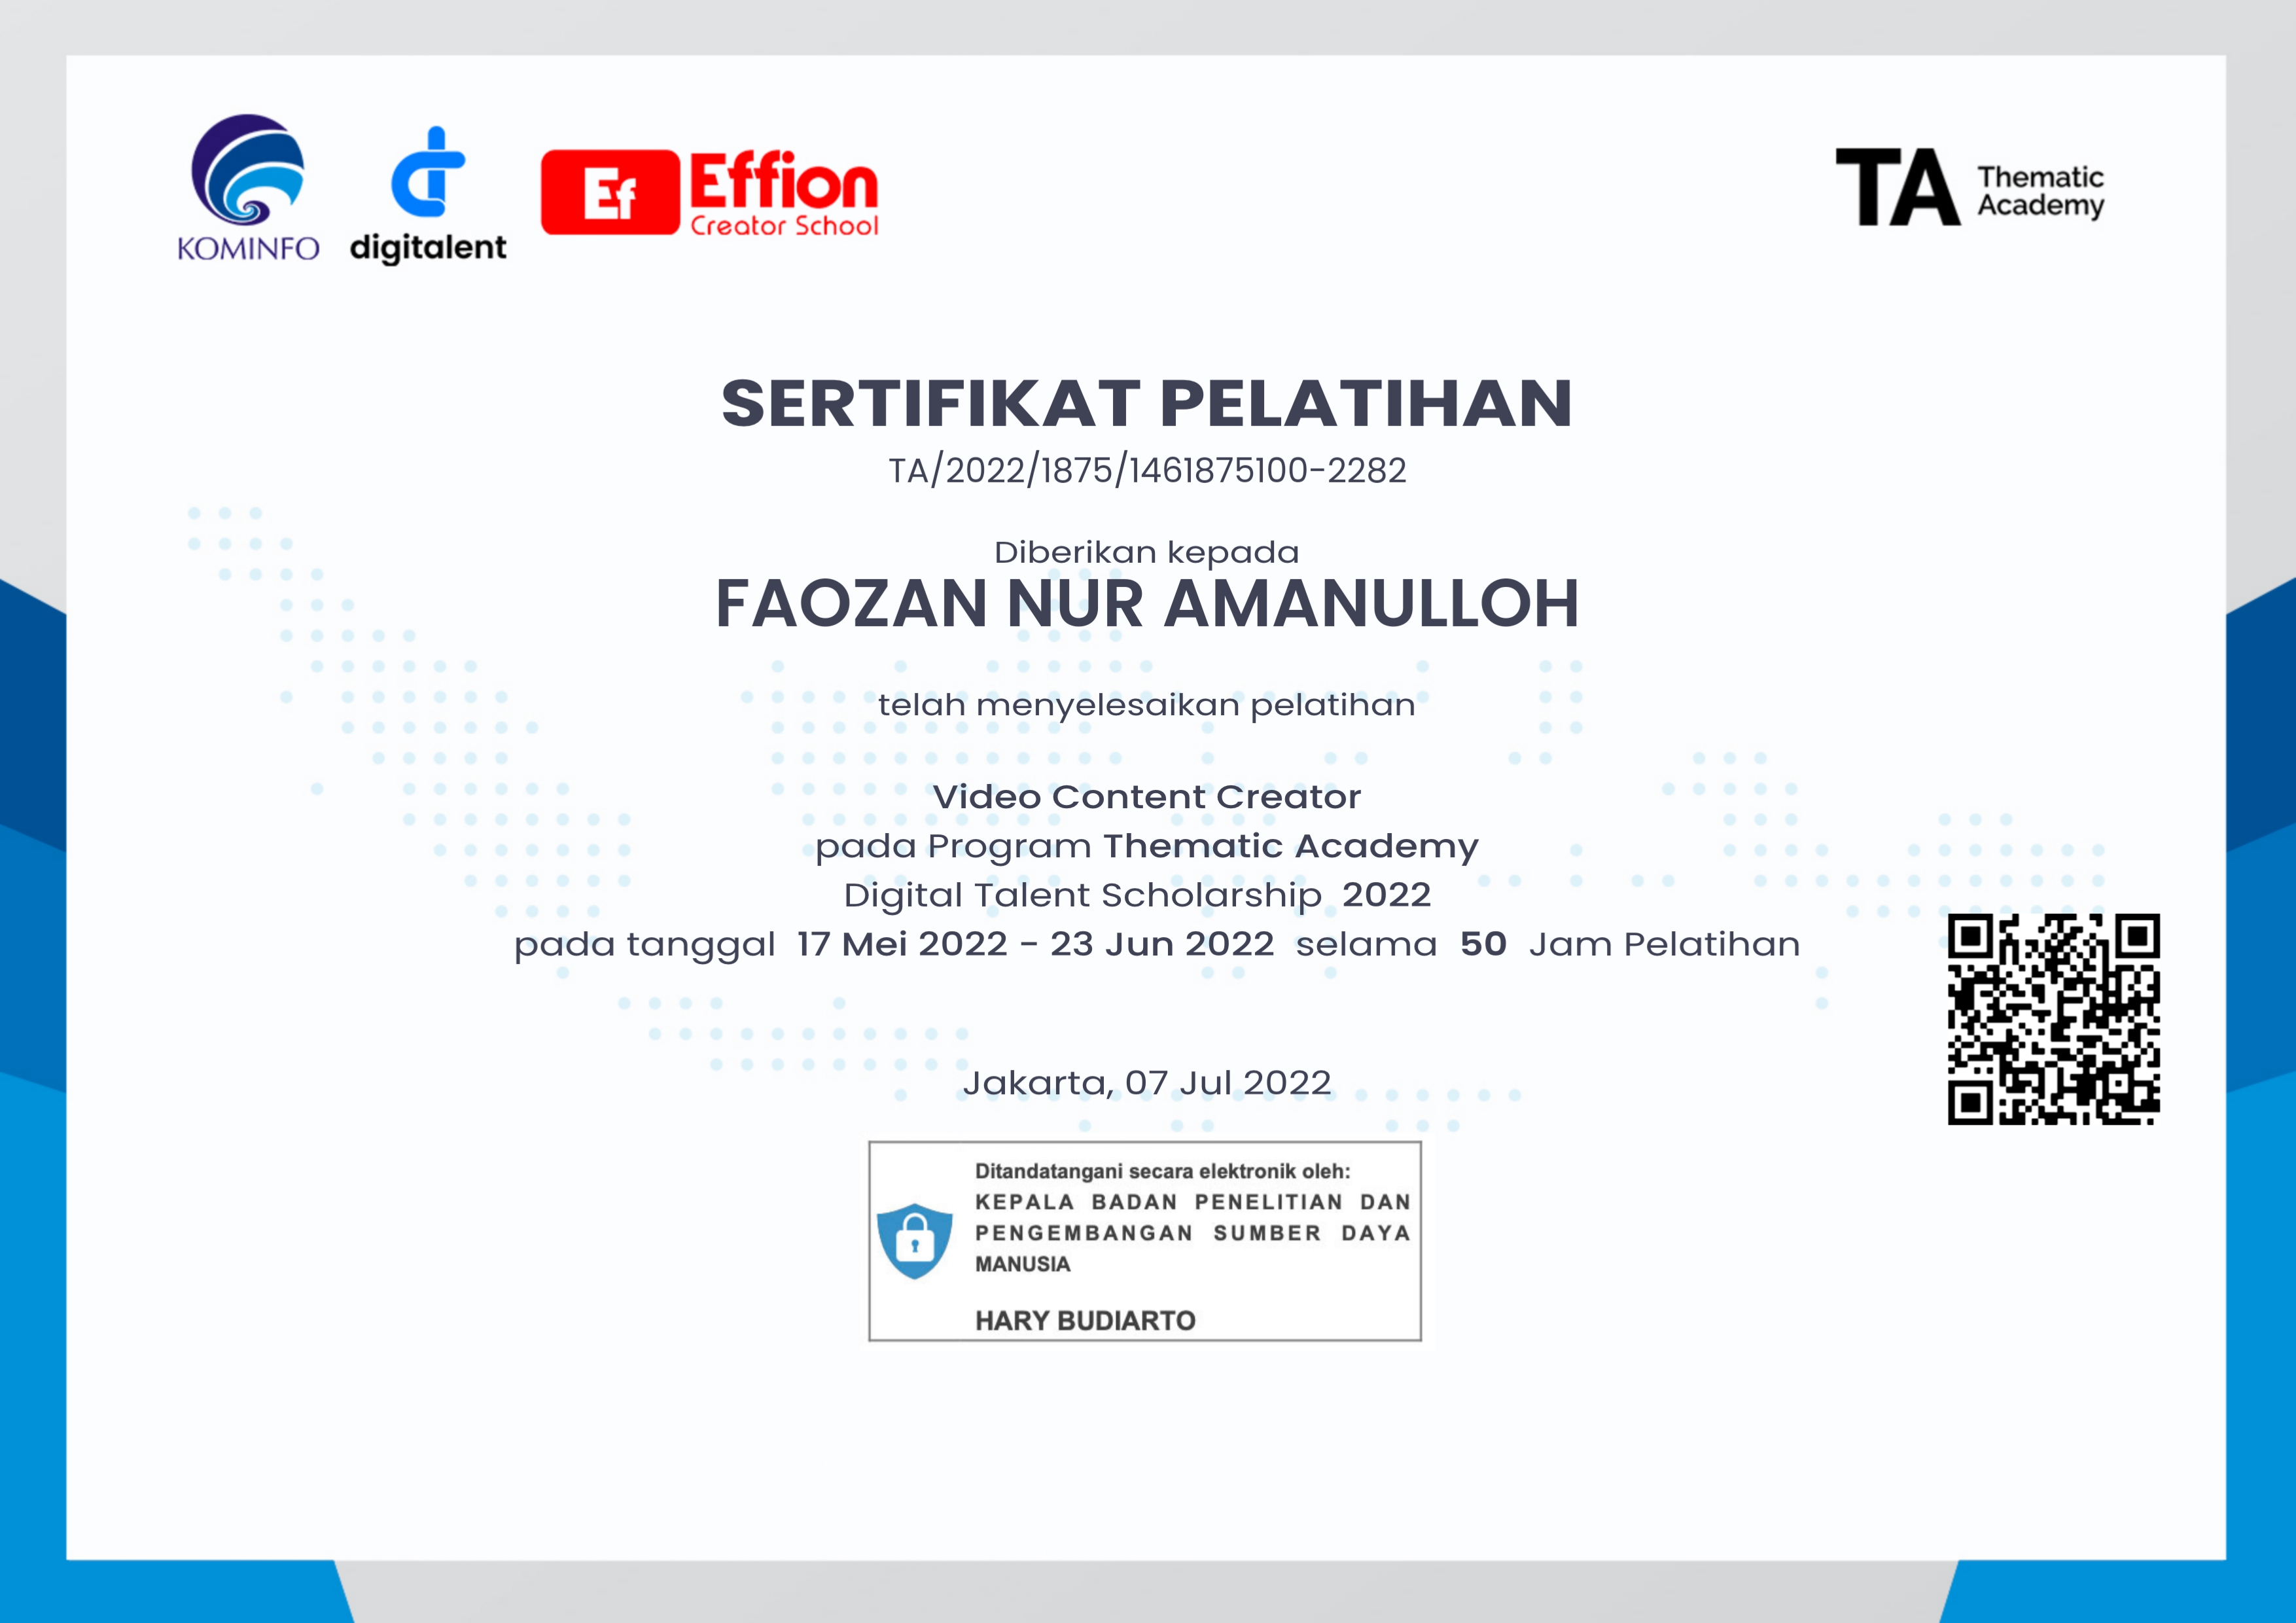 KOMINFO
digitalent
Ef Effion
Creator School
TA Thematic
Academy
SERTIFIKAT PELATIHAN
TA/2022/1875/1461875100-2282
Diberikan kepada
FAOZAN NUR AMANULLOH
telah menyelesaikan pelatihan
Video Content Creator
pada Program Thematic Academy
Digital Talent Scholarship 2022
pada tanggal 17 Mei 2022 - 23 Jun 2022 selama 50 Jam Pelatihan
Jakarta, 07 Jul 2022
Ditandatangani secara elektronik oleh:
KEPALA BADAN PENELITIAN DAN
PENGEMBANGAN SUMBER DAYA
MANUSIA
HARY BUDIARTO